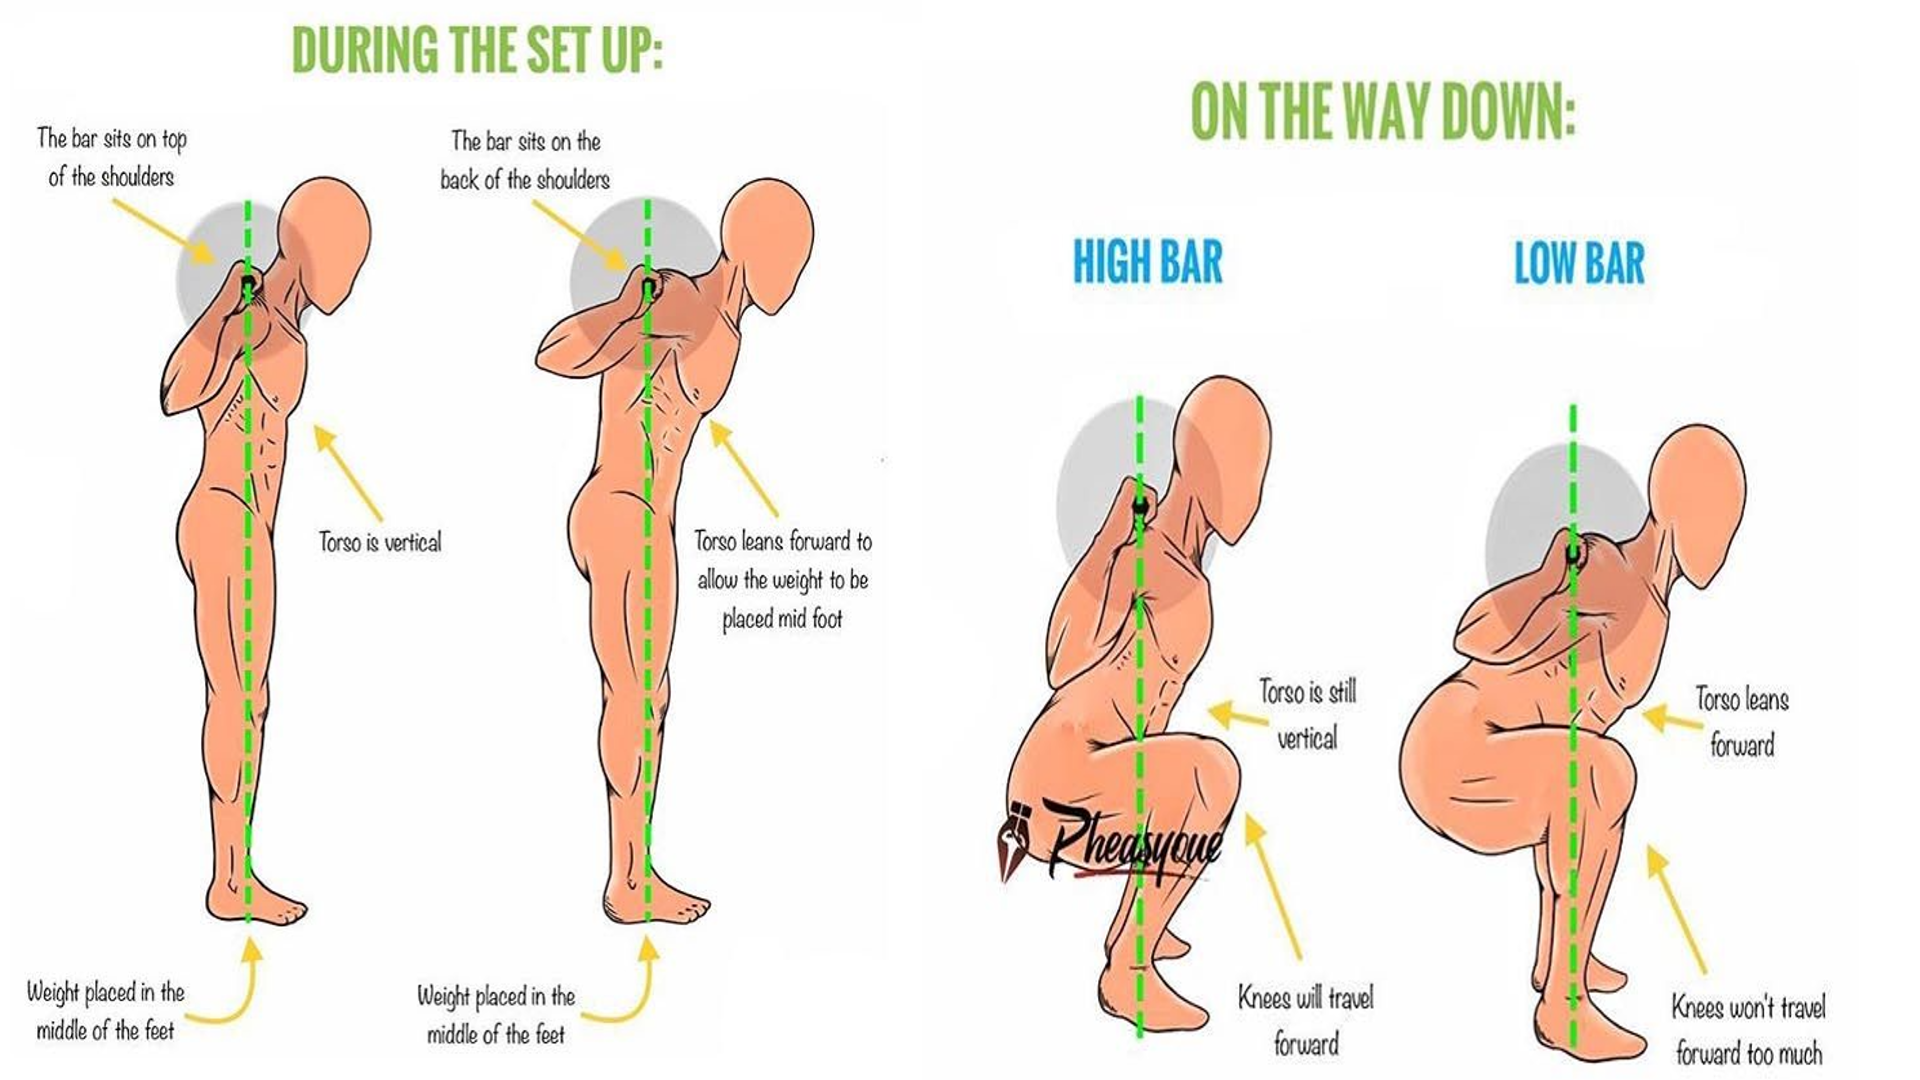 DURING THE SET UP:
The bar sits on top
of the shoulders
The bar sits on the
back of the shoulders
Torso is vertical
Torso leans forward to
allow the weight to be
placed mid foot
Weight placed in the
middle of the feet
Weight placed in the
middle of the feet
ON THE WAY DOWN:
HIGH BAR
LOW BAR
Torso is still
vertical
Torso leans
forward
Pheasyque
Knees will travel
forward
Knees won't travel
forward too much